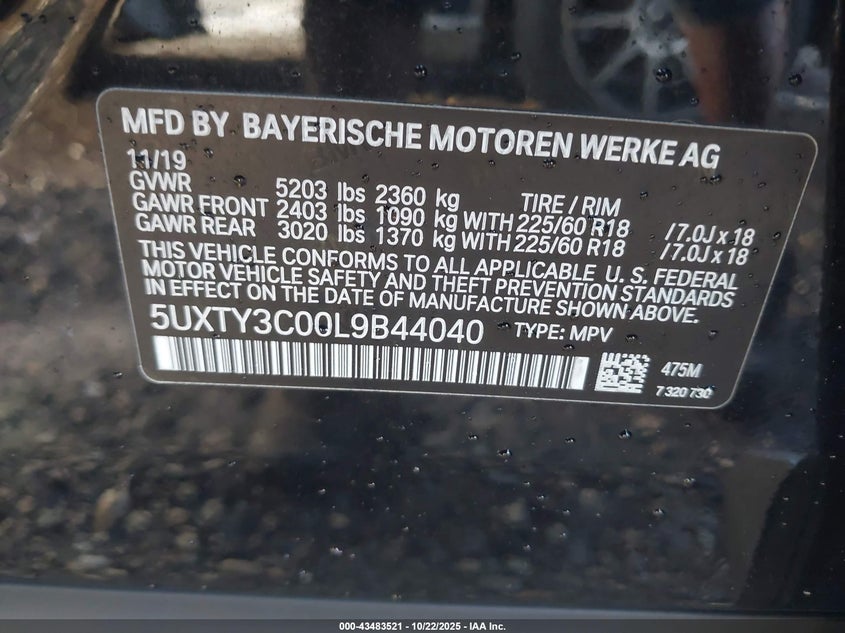 MFD BY BAYERISCHE MOTOREN WERKE AG
11/19
GVWR 5203 lbs 2360 kg TIRE / RIM
GAWR FRONT 2403 lbs 1090 kg WITH 225/60 R18 /7.0J x 18
GAWR REAR 3020 lbs 1370 kg WITH 225/60 R18 /7.0J x 18
THIS VEHICLE CONFORMS TO ALL APPLICABLE U.S. FEDERAL
MOTOR VEHICLE SAFETY AND THEFT PREVENTION STANDARDS
IN EFFECT ON THE DATE OF MANUFACTURE SHOWN ABOVE.
5UXTY3C00L9B44040 TYPE: MPV
475M
7 320 730
000-43483521 - 10/22/2025 - IAA Inc.